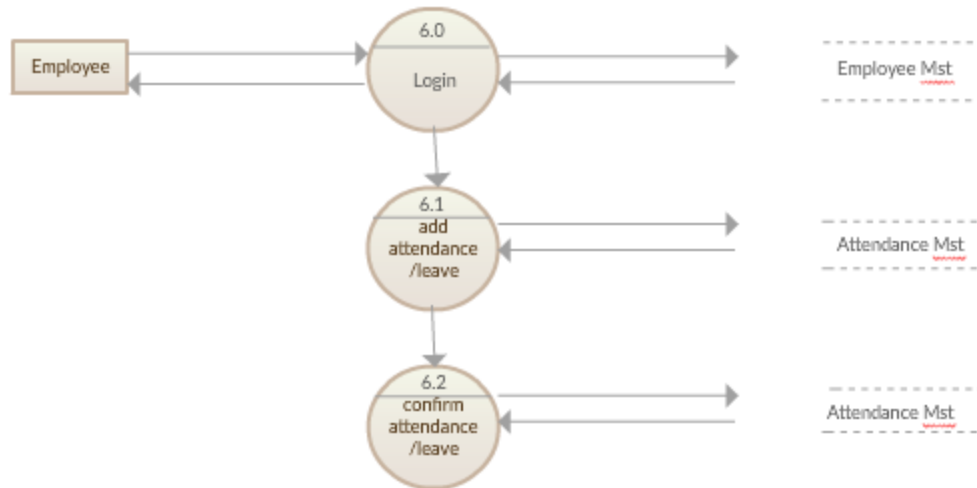 6.0
Employee
Login
Employee Mst
6.1
add
attendance
/leave
Attendance Mst
6.2
confirm
attendance
/leave
Attendance Mst